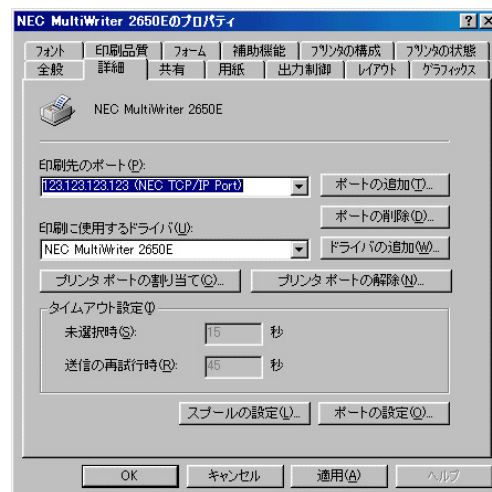 NEC MultiWriter 2650Eのプロパティ
フォント 印刷品質 フォーム 補助機能 プリンタの構成 プリンタの状態
全般 詳細 共有 用紙 出力制御 レイアウト グラフィックス
NEC MultiWriter 2650E
印刷先のポート(P):
123.123.123.123 (NEC TCP/IP Port)
ポートの追加(T)...
ポートの削除(D)...
印刷に使用するドライバ(U):
NEC MultiWriter 2650E
ドライバの追加(W)...
プリンタ ポートの割り当て(C)... プリンタ ポートの解除(N)...
タイムアウト設定(I)
未選択時(S): 15 秒
送信の再試行時(R): 45 秒
スプールの設定(L)... ポートの設定(O)...
OK キャンセル 適用(A) ヘルプ